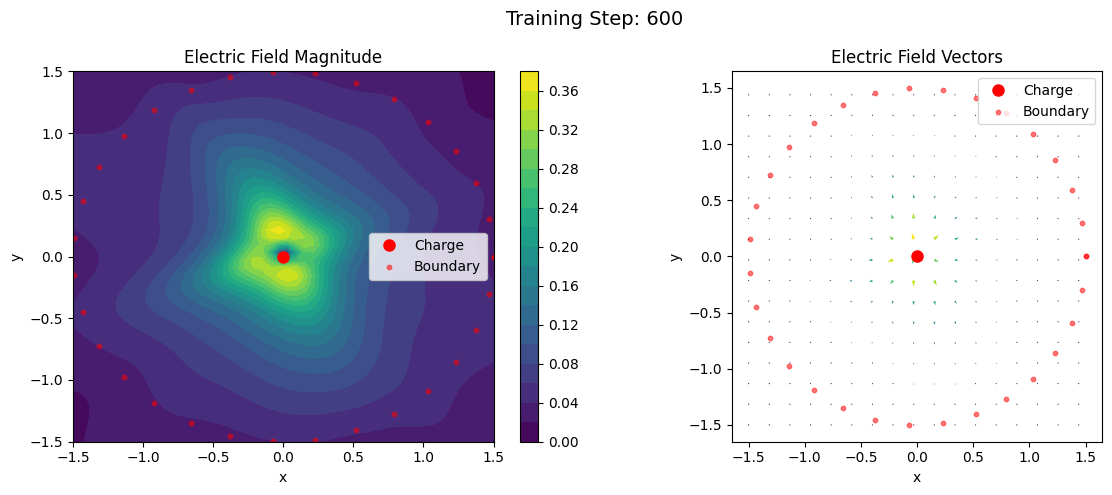 Training Step: 600
Electric Field Magnitude
1.5
1.0
0.5
0.0
−0.5
−1.0
−1.5
y
−1.5 −1.0 −0.5 0.0 0.5 1.0 1.5
x
Charge
Boundary
0.36
0.32
0.28
0.24
0.20
0.16
0.12
0.08
0.04
0.00
Electric Field Vectors
1.5
1.0
0.5
0.0
−0.5
−1.0
−1.5
y
−1.5 −1.0 −0.5 0.0 0.5 1.0 1.5
x
Charge
Boundary